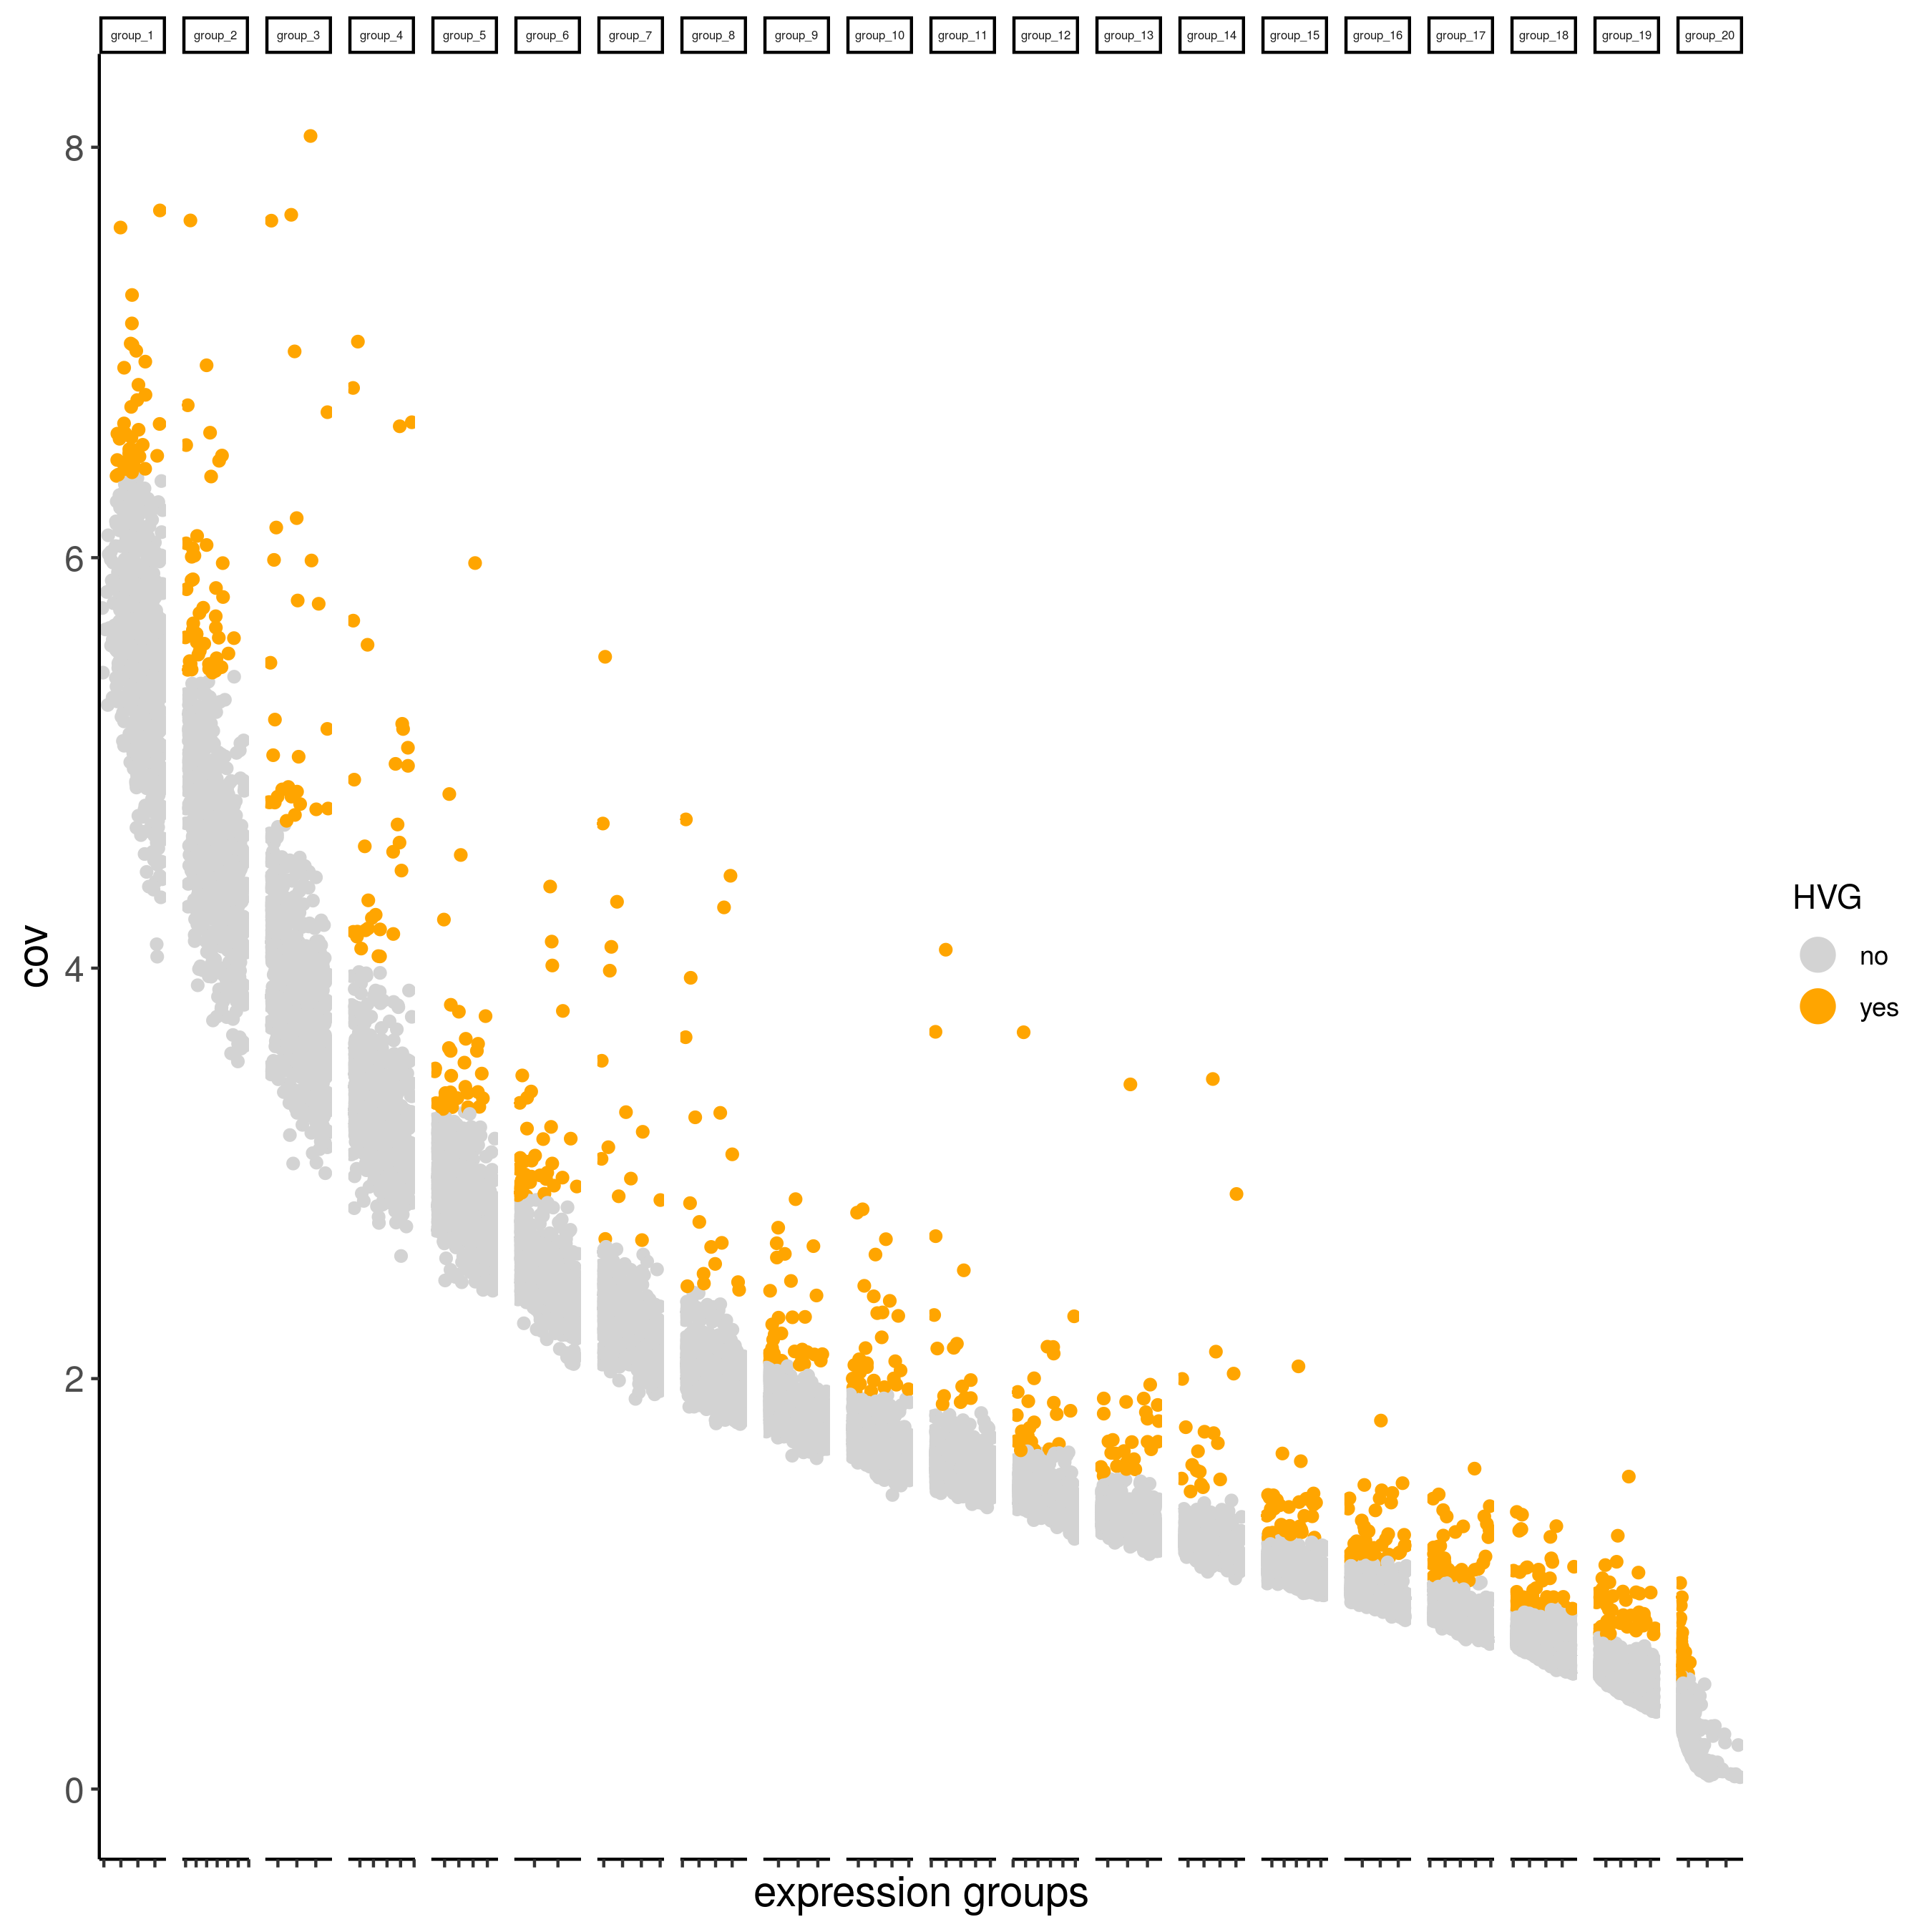 group_1 group_2 group_3 group_4 group_5 group_6 group_7 group_8 group_9 group_10 group_11 group_12 group_13 group_14 group_15 group_16 group_17 group_18 group_19 group_20
8
6
4
2
0
cov
expression groups
HVG
no
yes